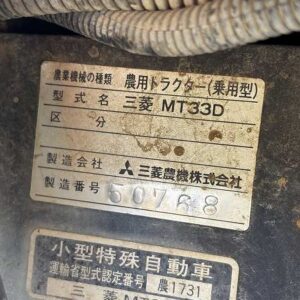 農業機械の種類 農用トラクター(乗用型)
型式名 三菱 MT33D
区分
製造会社 三菱農機株式会社
製造番号 50768
小型特殊自動車
運輸省型式認定番号 農1731
三菱